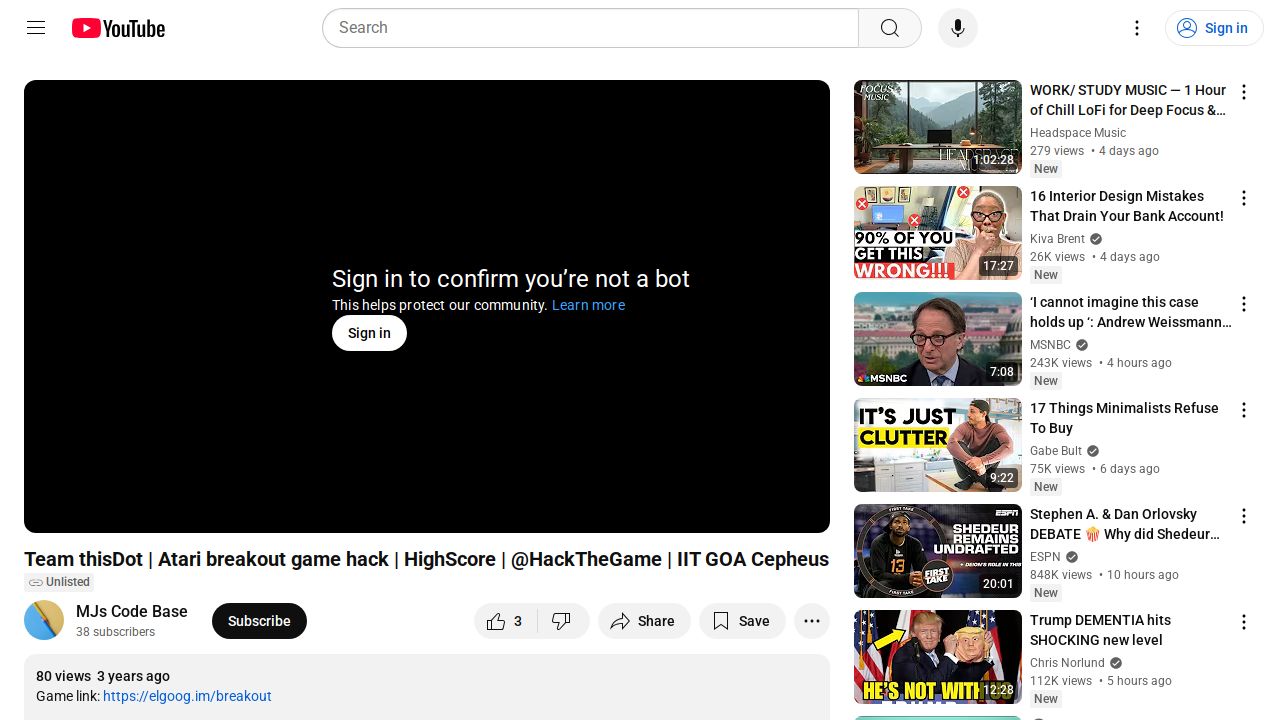 YouTube
Search
Sign in
Sign in to confirm you’re not a bot
This helps protect our community. Learn more
Sign in
Team thisDot | Atari breakout game hack | HighScore | @HackTheGame | IIT GOA Cepheus
Unlisted
MJs Code Base
38 subscribers
Subscribe
3
Share
Save
80 views 3 years ago
Game link: https://elgoog.im/breakout
FOCUS
MUSIC
HEADSPACE
1:02:28
WORK/ STUDY MUSIC — 1 Hour
of Chill LoFi for Deep Focus &…
Headspace Music
279 views • 4 days ago
New
90% OF YOU
GET THIS
WRONG!!!
17:27
16 Interior Design Mistakes
That Drain Your Bank Account!
Kiva Brent
26K views • 4 days ago
New
MSNBC
7:08
‘I cannot imagine this case
holds up ‘: Andrew Weissmann…
MSNBC
243K views • 4 hours ago
New
IT’S JUST
CLUTTER
9:22
17 Things Minimalists Refuse
To Buy
Gabe Bult
75K views • 6 days ago
New
FIRST TAKE
ESPN
SHEDEUR
REMAINS
UNDRAFTED
+ DEION'S ROLE IN THIS
13
FIRST
TAKE
20:01
Stephen A. & Dan Orlovsky
DEBATE 🍿 Why did Shedeur…
ESPN
848K views • 10 hours ago
New
HE'S NOT WITH US
12:28
Trump DEMENTIA hits
SHOCKING new level
Chris Norlund
112K views • 5 hours ago
New